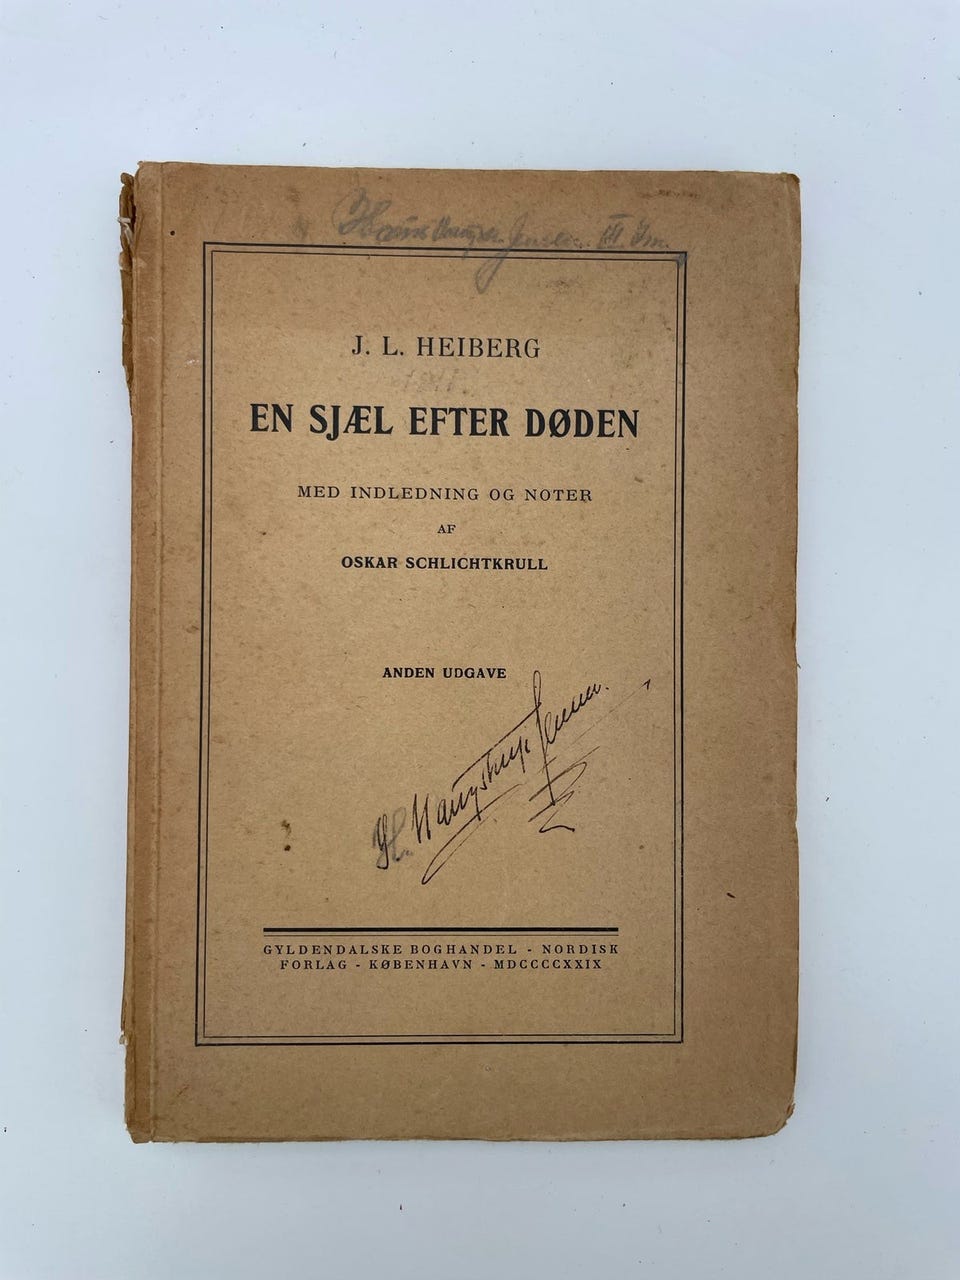 J. L. HEIBERG
EN SJÆL EFTER DØDEN
MED INDLEDNING OG NOTER
AF
OSKAR SCHLICHTKRULL
ANDEN UDGAVE
H.
GYLDENDALSKE BOGHANDEL - NORDISK
FORLAG - KØBENHAVN - MDCCCCXXIX